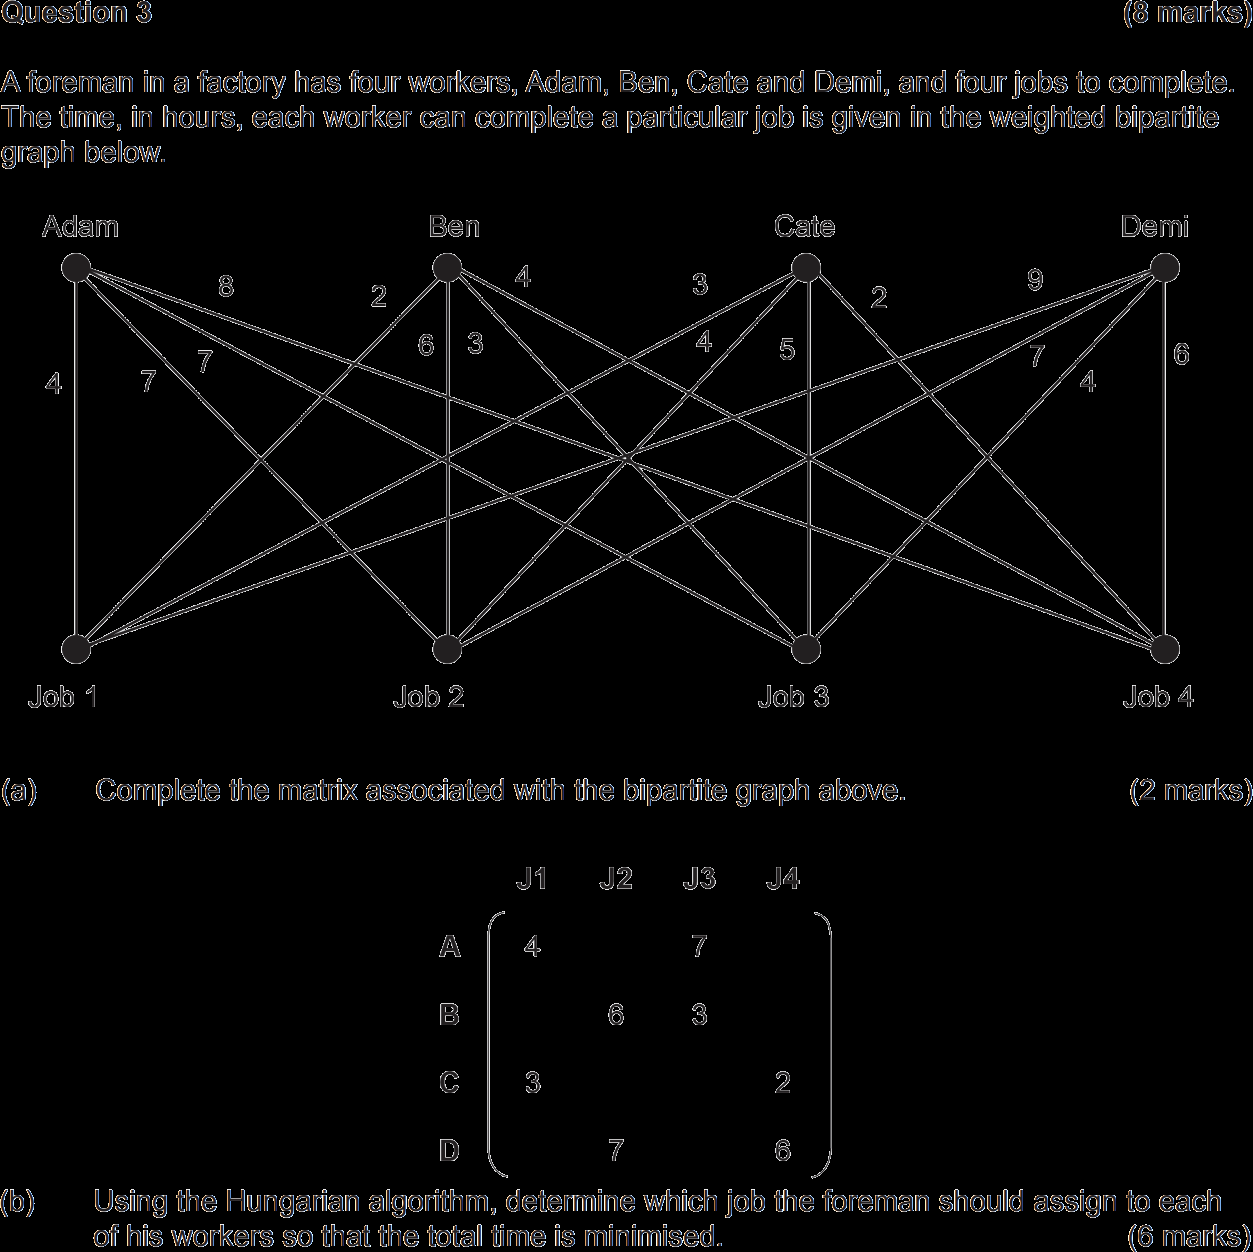 Question 3 (8 marks)
A foreman in a factory has four workers, Adam, Ben, Cate and Demi, and four jobs to complete.
The time, in hours, each worker can complete a particular job is given in the weighted bipartite
graph below.
Adam Ben Cate Demi
8 2 4 3 2 9
4 7 7 6 3 4 5 7 4 6
Job 1 Job 2 Job 3 Job 4
(a) Complete the matrix associated with the bipartite graph above. (2 marks)
J1 J2 J3 J4
A 4 7
B 6 3
C 3 2
D 7 6
(b) Using the Hungarian algorithm, determine which job the foreman should assign to each
of his workers so that the total time is minimised. (6 marks)